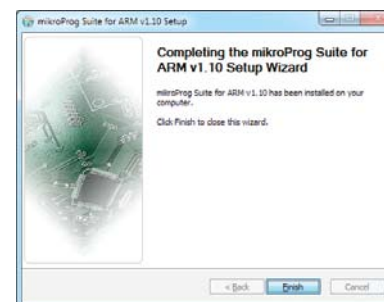 mikroProg Suite for ARM v1.10 Setup
Completing the mikroProg Suite for
ARM v1.10 Setup Wizard
mikroProg Suite for ARM v1.10 has been installed on your
computer.
Click Finish to close this wizard.
< Back Finish Cancel